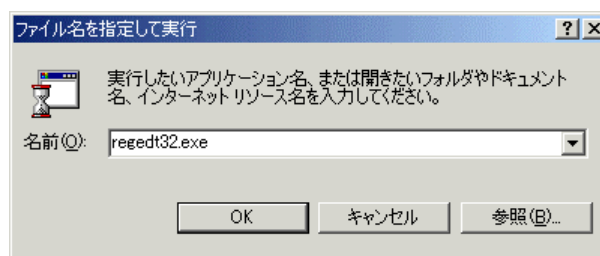 ファイル名を指定して実行
実行したいアプリケーション名、または開きたいフォルダやドキュメント
名、インターネット リソース名を入力してください。
名前(O): regedt32.exe
OK キャンセル 参照(B)...